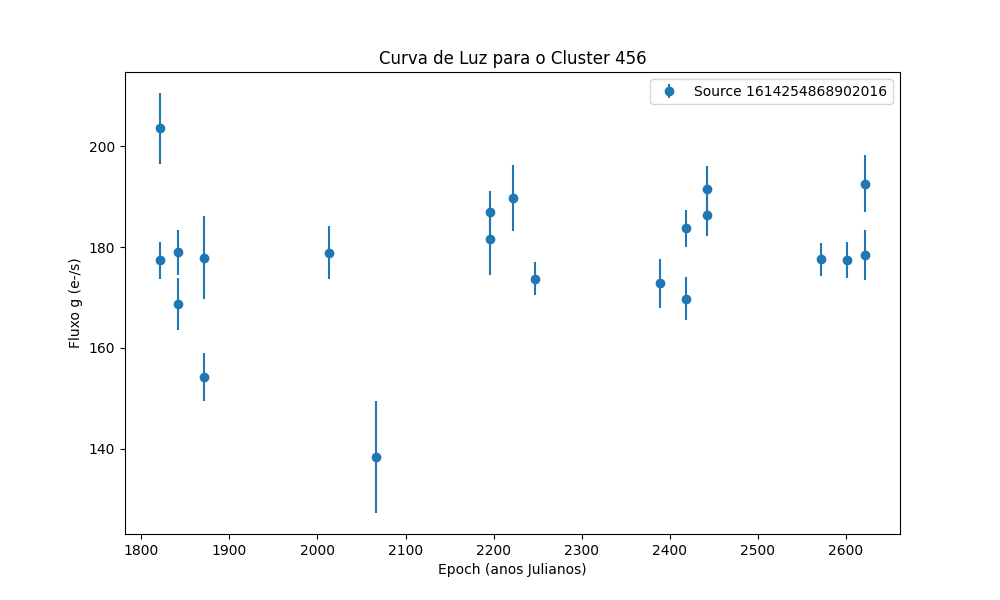 Curva de Luz para o Cluster 456
Source 1614254868902016
Fluxo g (e-/s)
200
180
160
140
1800 1900 2000 2100 2200 2300 2400 2500 2600
Epoch (anos Julianos)